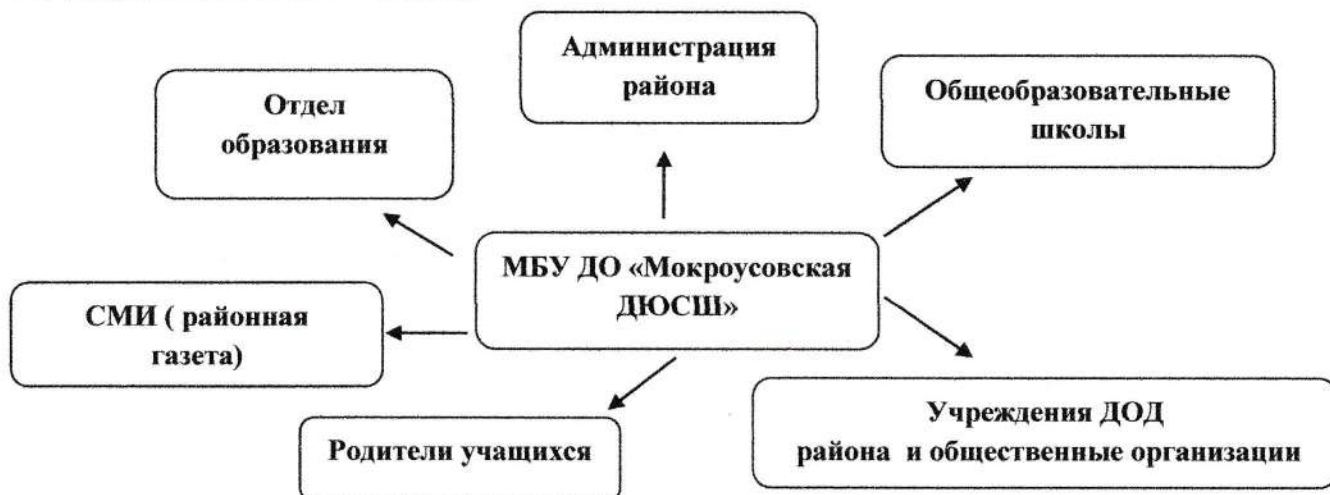 Администрация
района
Отдел
образования
Общеобразовательные
школы
МБУ ДО «Мокроусовская
ДЮСШ»
СМИ ( районная
газета)
Учреждения ДОД
района и общественные организации
Родители учащихся